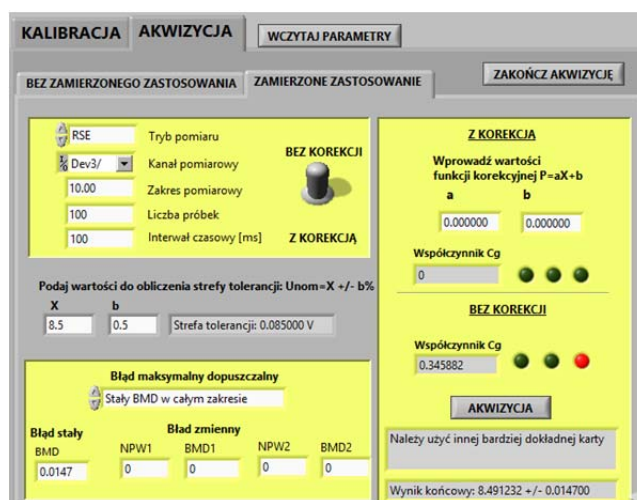 KALIBRACJA AKWIZYCJA WCZYTAJ PARAMETRY
BEZ ZAMIERZONEGO ZASTOSOWANIA ZAMIERZONE ZASTOSOWANIE ZAKOŃCZ AKWIZYCJĘ
RSE Tryb pomiaru
Dev3/ Kanał pomiarowy
10.00 Zakres pomiarowy
100 Liczba próbek
100 Interwał czasowy [ms]
BEZ KOREKCJI
Z KOREKCJĄ
Podaj wartości do obliczenia strefy tolerancji: Unom=X +/- b%
X b
8.5 0.5 Strefa tolerancji: 0.085000 V
Błąd maksymalny dopuszczalny
Stały BMD w całym zakresie
Błąd stały Bład zmienny
BMD NPW1 BMD1 NPW2 BMD2
0.0147 0 0 0 0
Z KOREKCJĄ
Wprowadź wartości
funkcji korekcyjnej P=aX+b
a b
0.000000 0.000000
Współczynnik Cg
0
BEZ KOREKCJI
Współczynnik Cg
0.345882
AKWIZYCJA
Należy użyć innej bardziej dokładnej karty
Wynik końcowy: 8.491232 +/- 0.014700